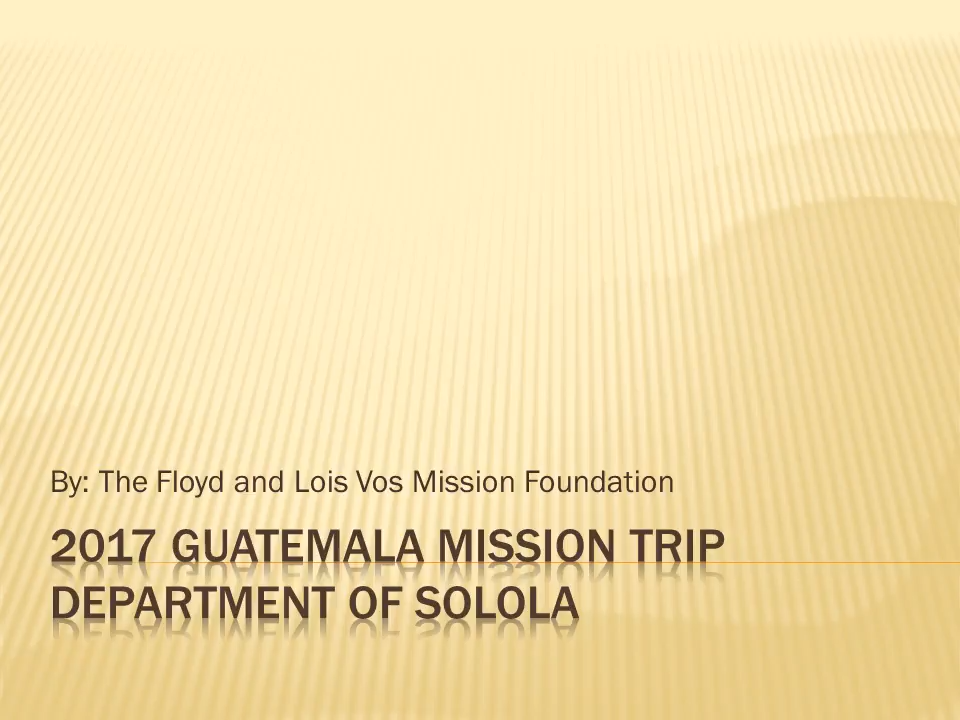 By: The Floyd and Lois Vos Mission Foundation
2017 GUATEMALA MISSION TRIP
DEPARTMENT OF SOLOLA